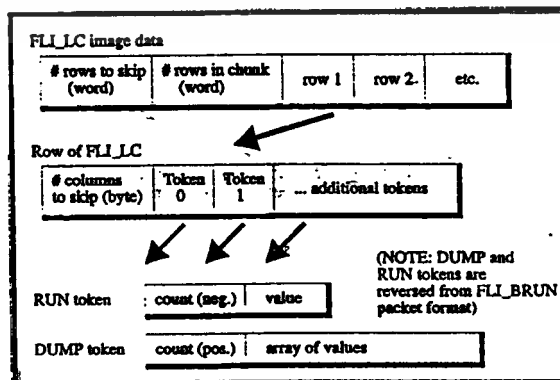 FLI_LC image data
# rows to skip (word)
# rows in chunk (word)
row 1
row 2.
etc.
Row of FLI_LC
# columns to skip (byte)
Token 0
Token 1
... additional tokens
(NOTE: DUMP and
RUN tokens are
reversed from FLI_BRUN
packet format)
RUN token
count (neg.)
value
DUMP token
count (pos.)
array of values